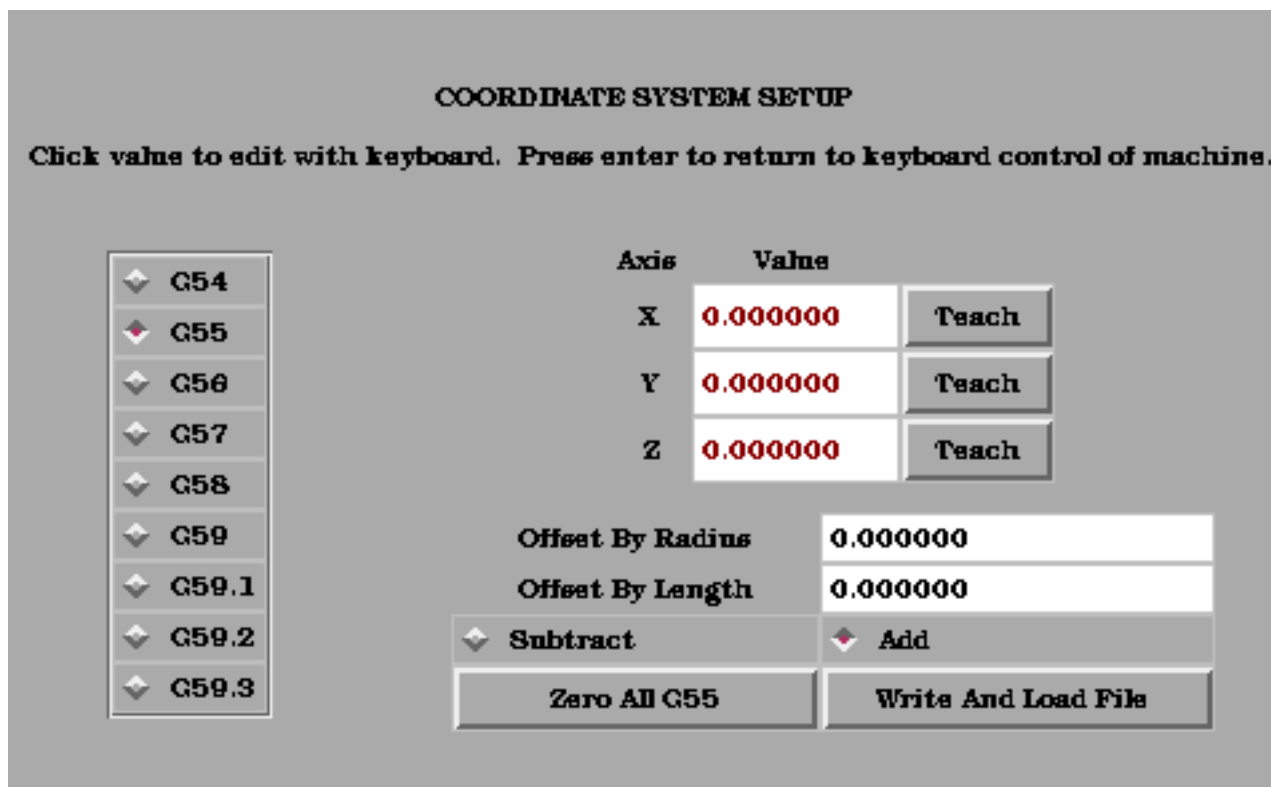 COORDINATE SYSTEM SETUP
Click value to edit with keyboard. Press enter to return to keyboard control of machine.
G54
G55
G56
G57
G58
G59
G59.1
G59.2
G59.3
Axis Value
X 0.000000 Teach
Y 0.000000 Teach
Z 0.000000 Teach
Offset By Radius 0.000000
Offset By Length 0.000000
Subtract Add
Zero All G55 Write And Load File